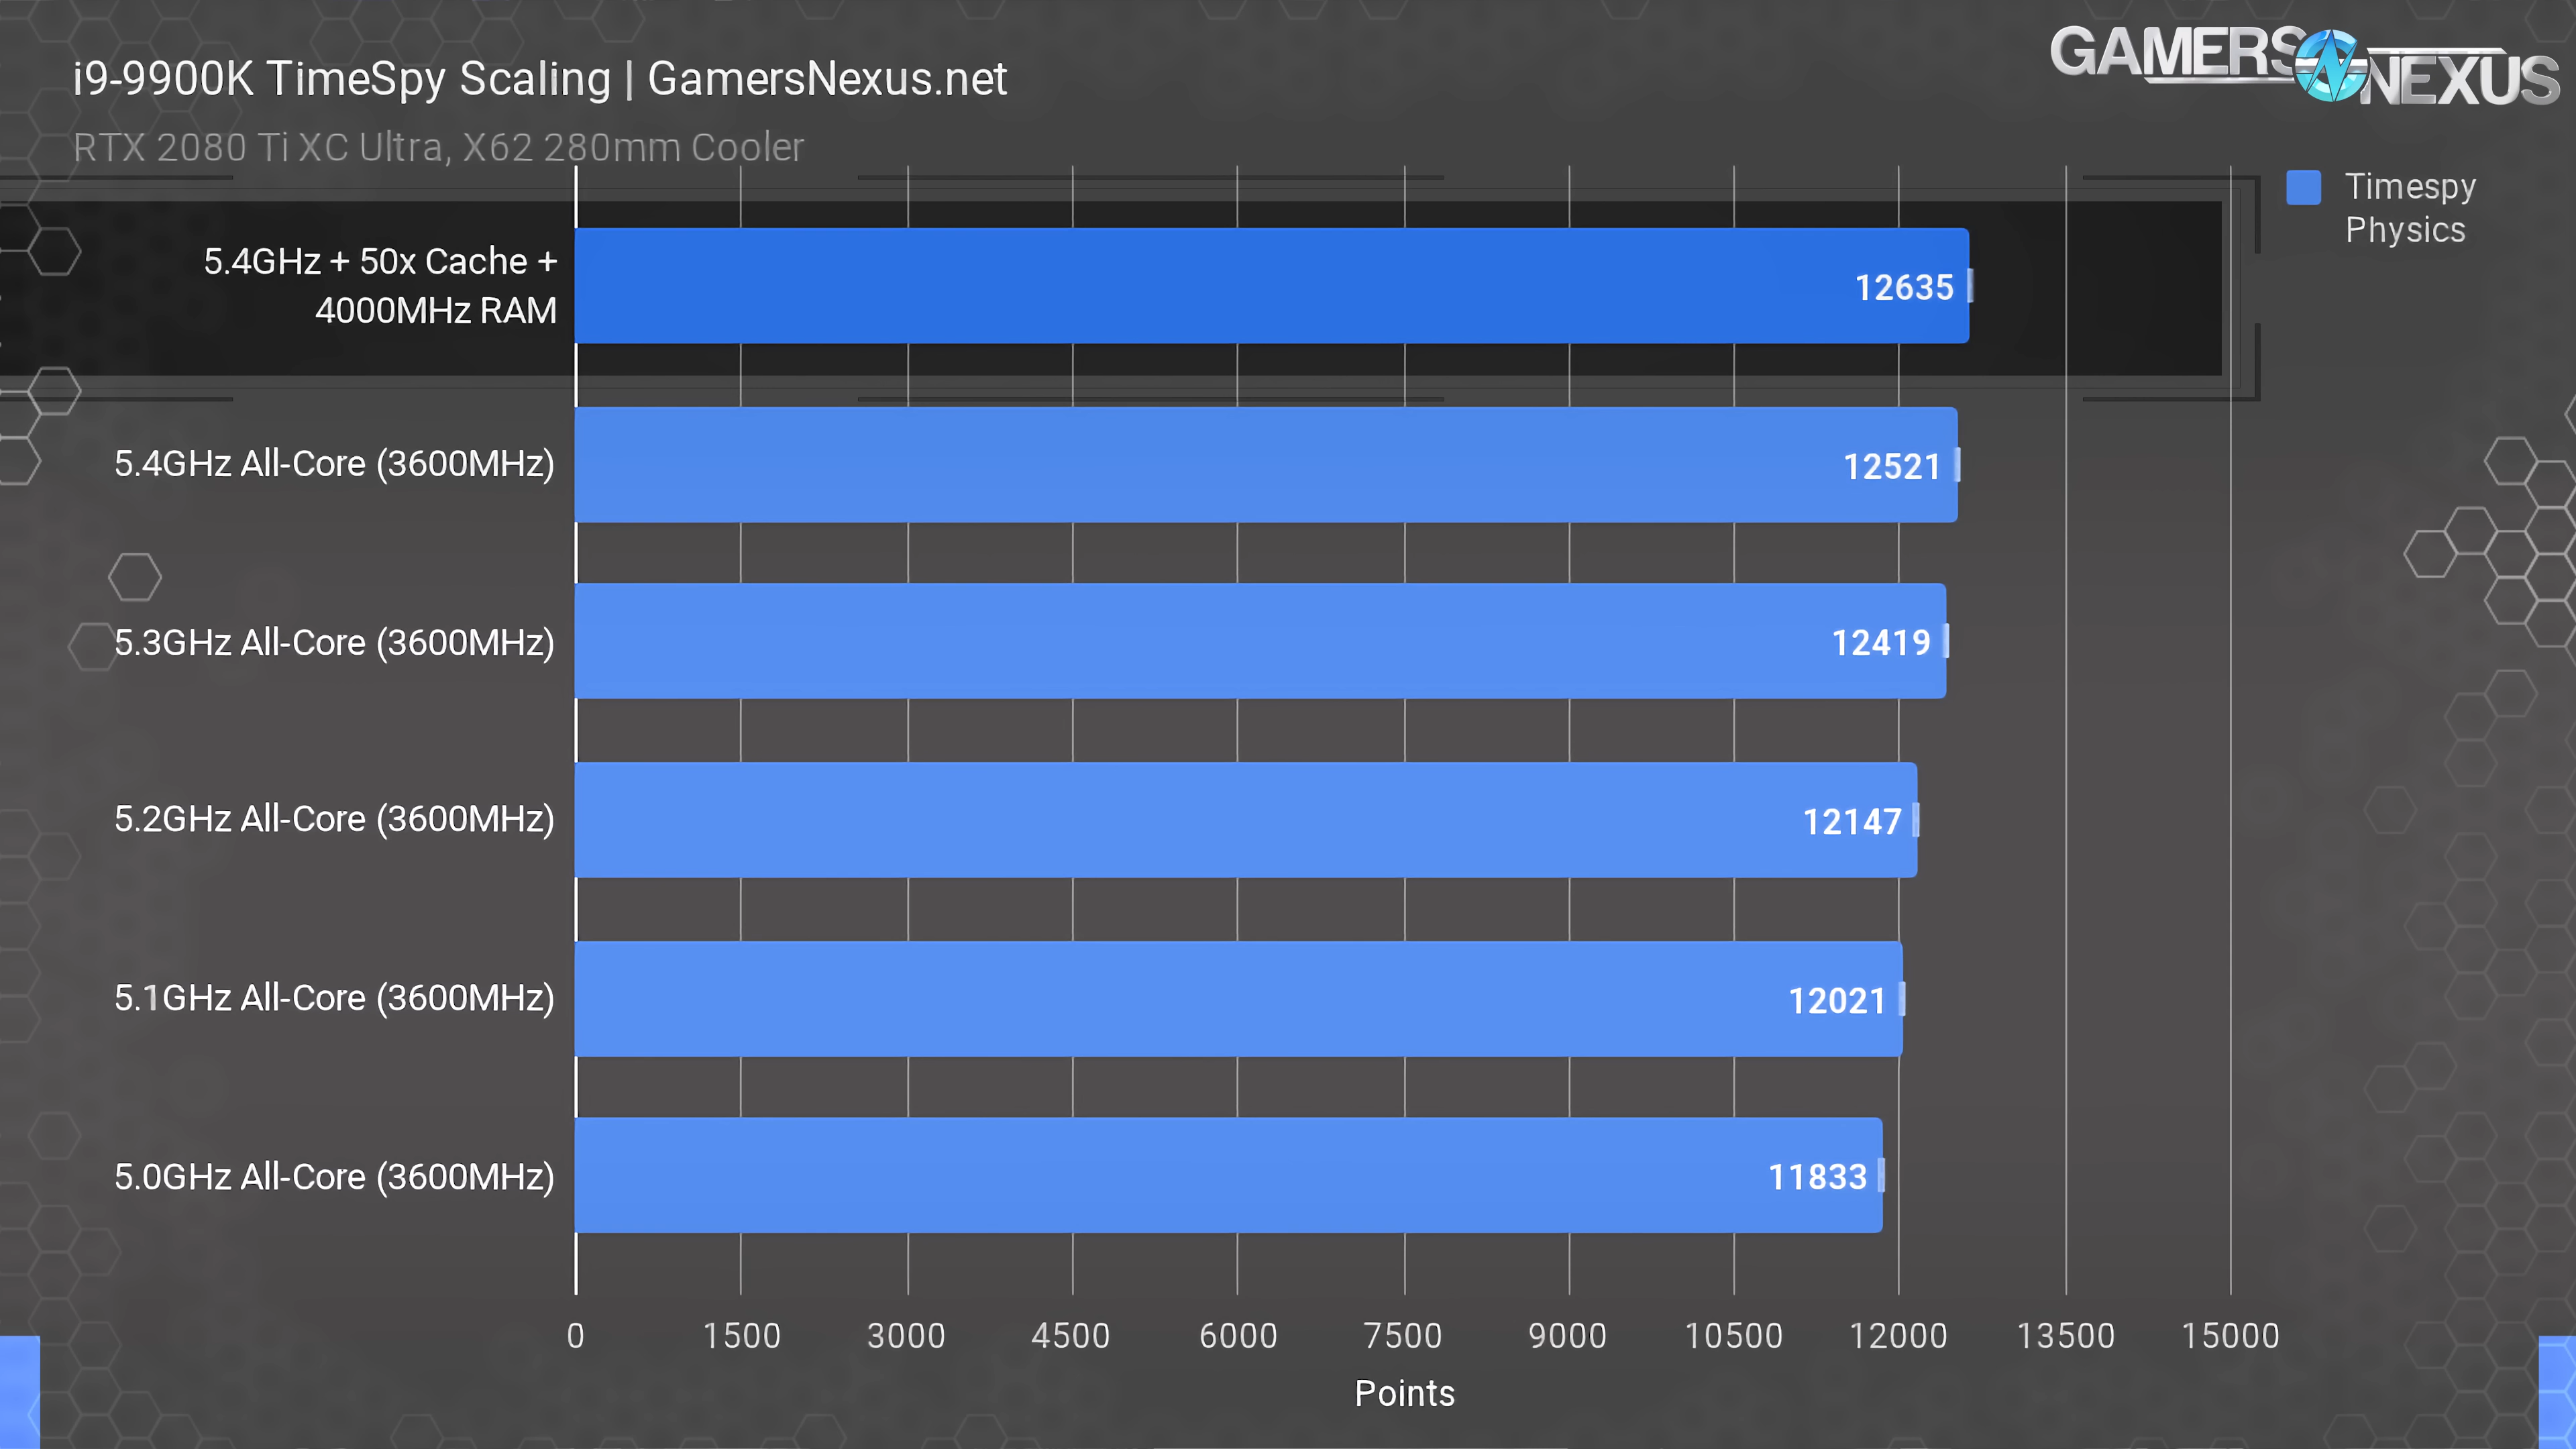 i9-9900K TimeSpy Scaling | GamersNexus.net
GAMERS NEXUS
RTX 2080 Ti XC Ultra, X62 280mm Cooler
Timespy
Physics
5.4GHz + 50x Cache +
4000MHz RAM
12635
5.4GHz All-Core (3600MHz)
12521
5.3GHz All-Core (3600MHz)
12419
5.2GHz All-Core (3600MHz)
12147
5.1GHz All-Core (3600MHz)
12021
5.0GHz All-Core (3600MHz)
11833
0 1500 3000 4500 6000 7500 9000 10500 12000 13500 15000
Points